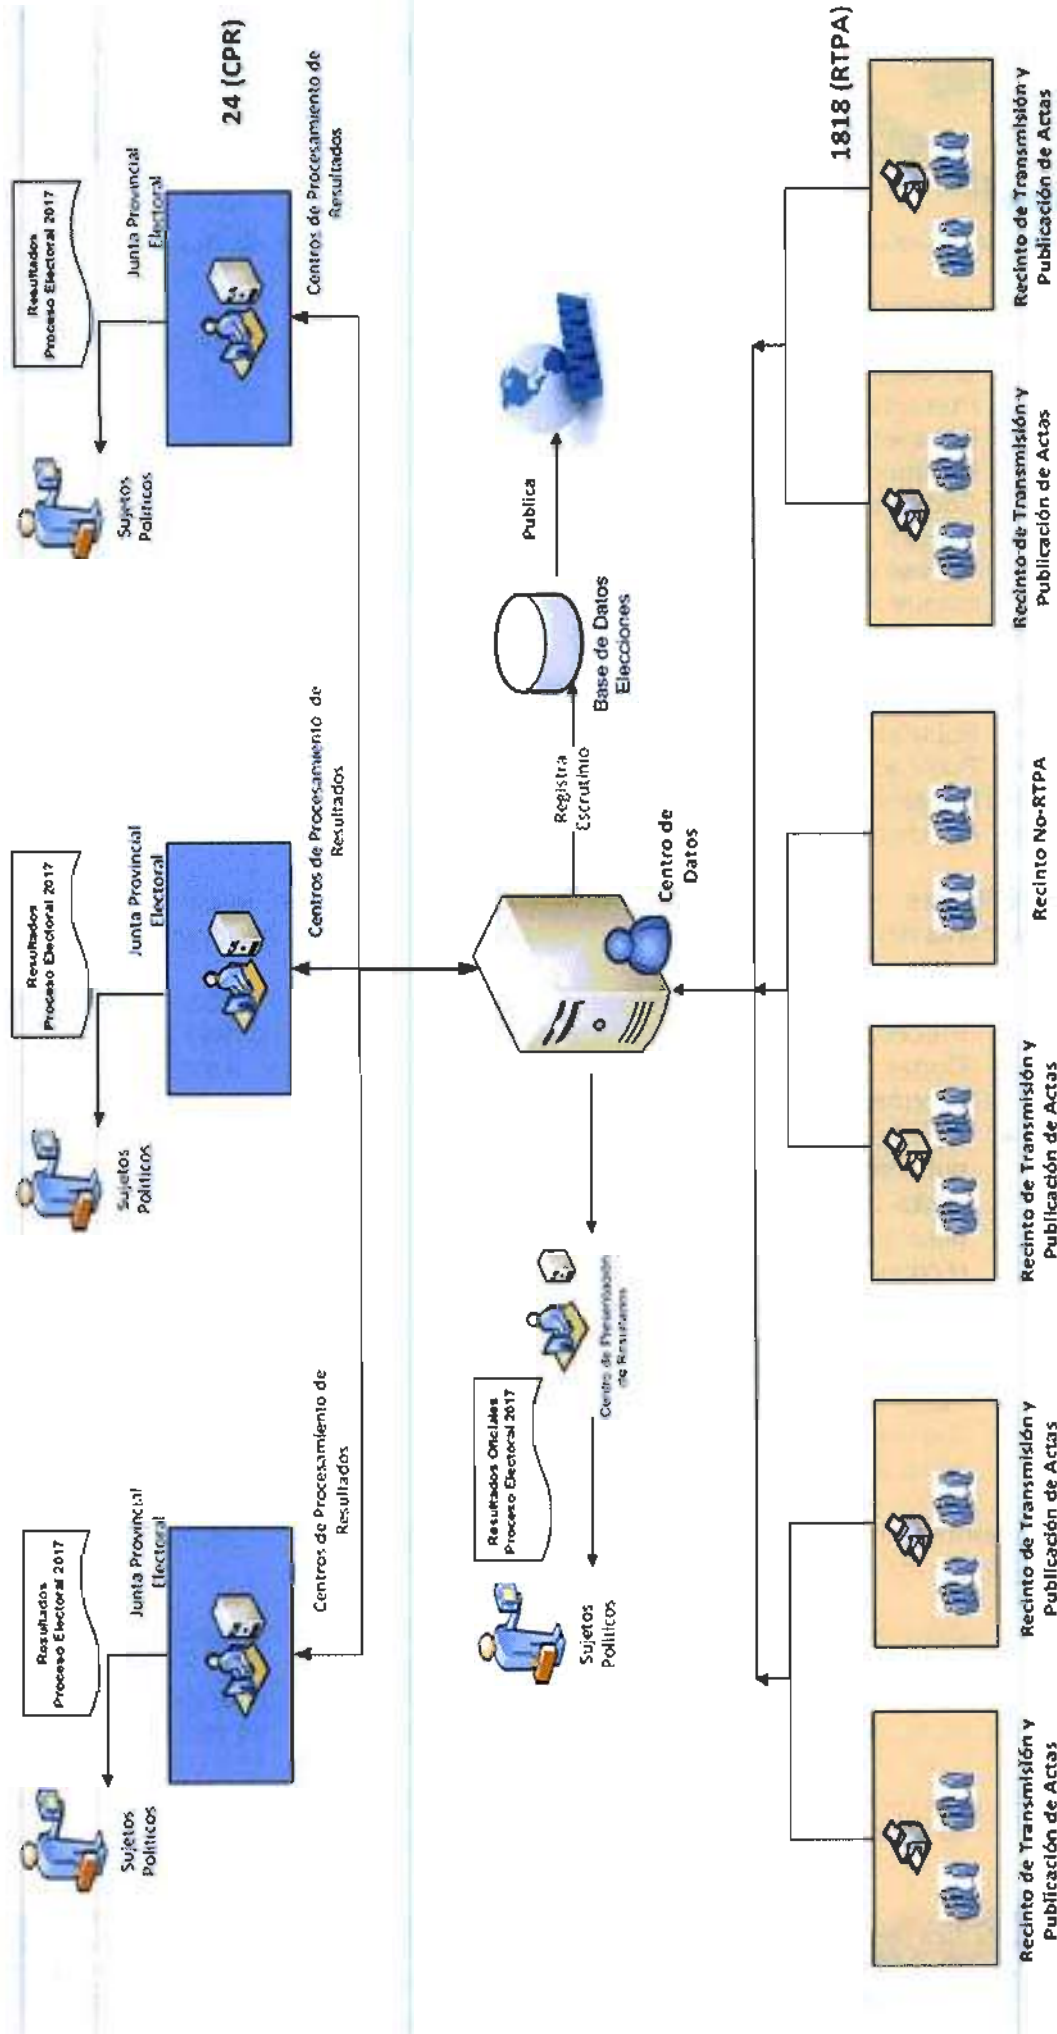 Resultados
Proceso Electoral 2017
Resultados
Proceso Electoral 2017
Resultados
Proceso Electoral 2017
Sujetos
Políticos
Junta Provincial
Electoral
Sujetos
Políticos
Junta Provincial
Electoral
Sujetos
Políticos
Junta Provincial
Electoral
24 (CPR)
Centros de Procesamiento de
Resultados
Centros de Procesamiento de
Resultados
Centros de Procesamiento de
Resultados
Resultados Oficiales
Proceso Electoral 2017
Sujetos
Políticos
Centro de Presentación
de Resultados
Centro de
Datos
Registra
Escrutinio
Base de Datos
Elecciones
Publica
1818 (RTPA)
Recinto de Transmisión y
Publicación de Actas
Recinto de Transmisión y
Publicación de Actas
Recinto de Transmisión y
Publicación de Actas
Recinto No-RTPA
Recinto de Transmisión y
Publicación de Actas
Recinto de Transmisión y
Publicación de Actas